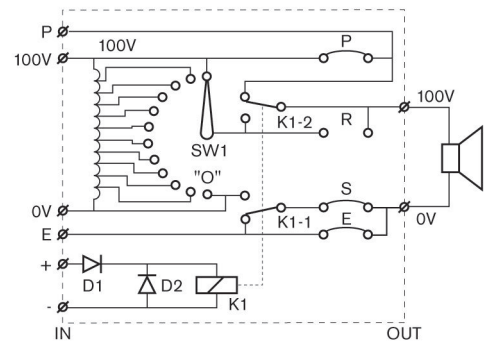 P
100V
100V
P
100V
K1-2
R
SW1
"O"
S
0V
K1-1
E
0V
E
+
D1
D2
K1
-
IN
OUT